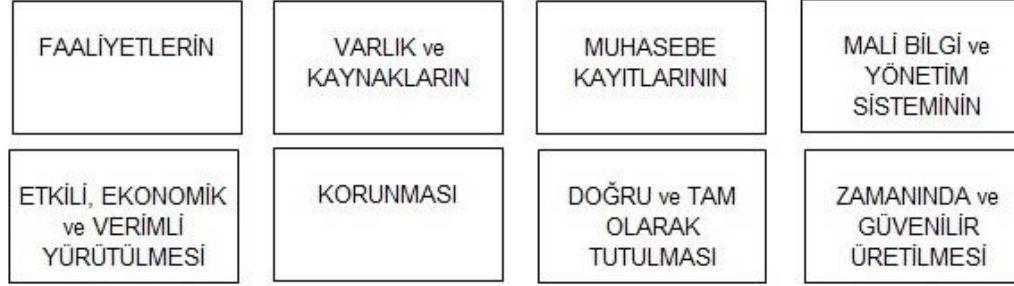 FAALİYETLERİN
VARLIK ve
KAYNAKLARIN
MUHASEBE
KAYITLARININ
MALİ BİLGİ ve
YÖNETİM
SİSTEMİNİN
ETKİLİ, EKONOMİK
ve VERİMLİ
YÜRÜTÜLMESİ
KORUNMASI
DOĞRU ve TAM
OLARAK
TUTULMASI
ZAMANINDA ve
GÜVENİLİR
ÜRETİLMESİ